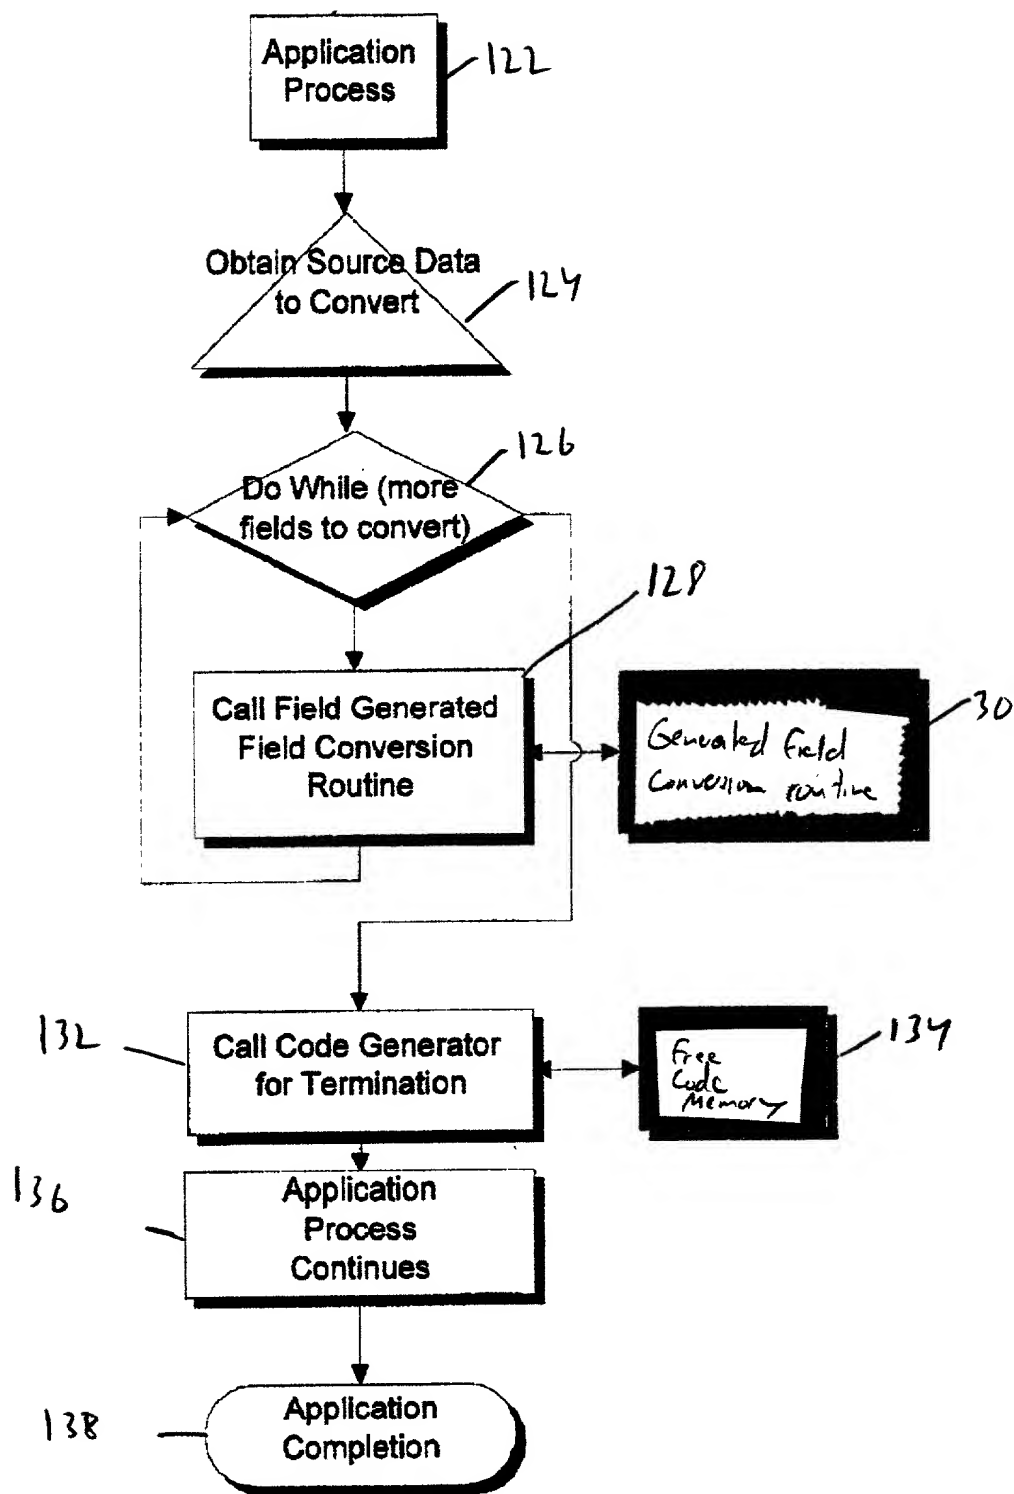 Application
Process
122
Obtain Source Data
to Convert
124
126
Do While (more
fields to convert)
128
Call Field Generated
Field Conversion
Routine
30
Generated field
Conversion routine
132
Call Code Generator
for Termination
134
Free
Code
Memory
136
Application
Process
Continues
138
Application
Completion